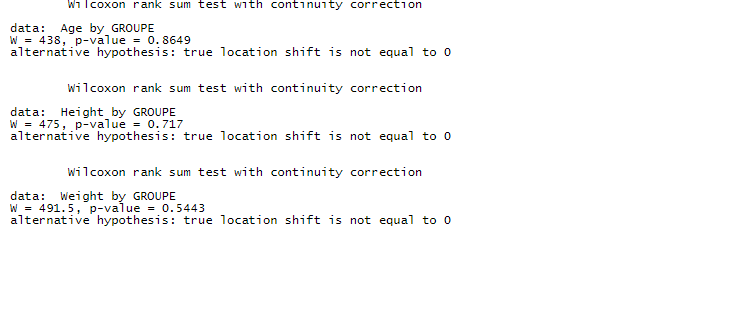 Wilcoxon rank sum test with continuity correction
data:  Age by GROUPE
W = 438, p-value = 0.8649
alternative hypothesis: true location shift is not equal to 0
Wilcoxon rank sum test with continuity correction
data:  Height by GROUPE
W = 475, p-value = 0.717
alternative hypothesis: true location shift is not equal to 0
Wilcoxon rank sum test with continuity correction
data:  Weight by GROUPE
W = 491.5, p-value = 0.5443
alternative hypothesis: true location shift is not equal to 0